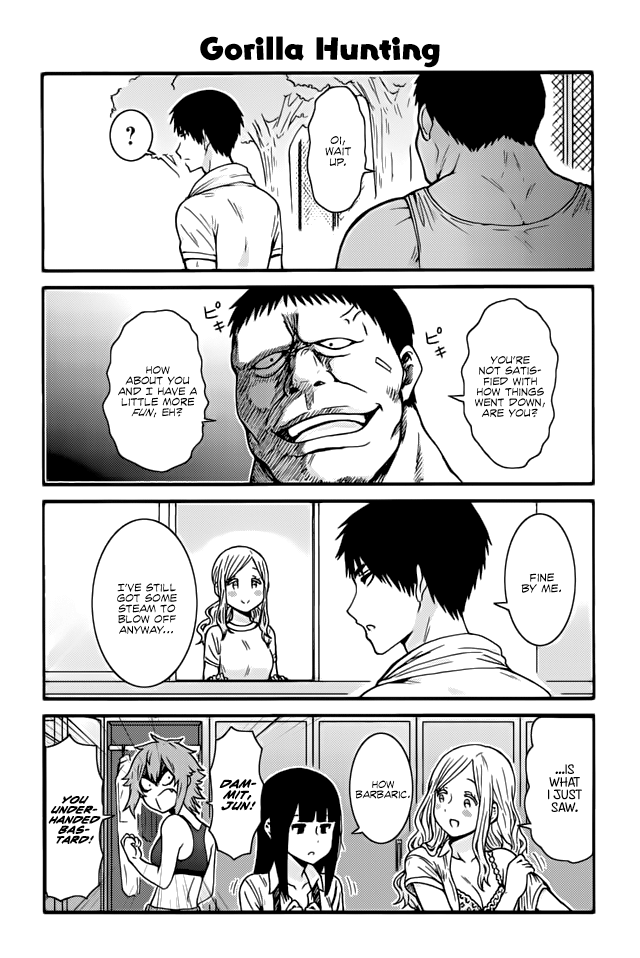 Gorilla Hunting
OI,
WAIT
UP.
?
YOU'RE
NOT SATIS-
FIED WITH
HOW THINGS
WENT DOWN,
ARE YOU?
ピキ
ピキ
HOW
ABOUT YOU
AND I HAVE A
LITTLE MORE
FUN, EH?
FINE
BY ME.
I'VE STILL
GOT SOME
STEAM TO
BLOW OFF
ANYWAY...
...IS
WHAT
I JUST
SAW.
HOW
BARBARIC.
DAM-
MIT,
JUN!
YOU
UNDER-
HANDED
BAS-
TARD!